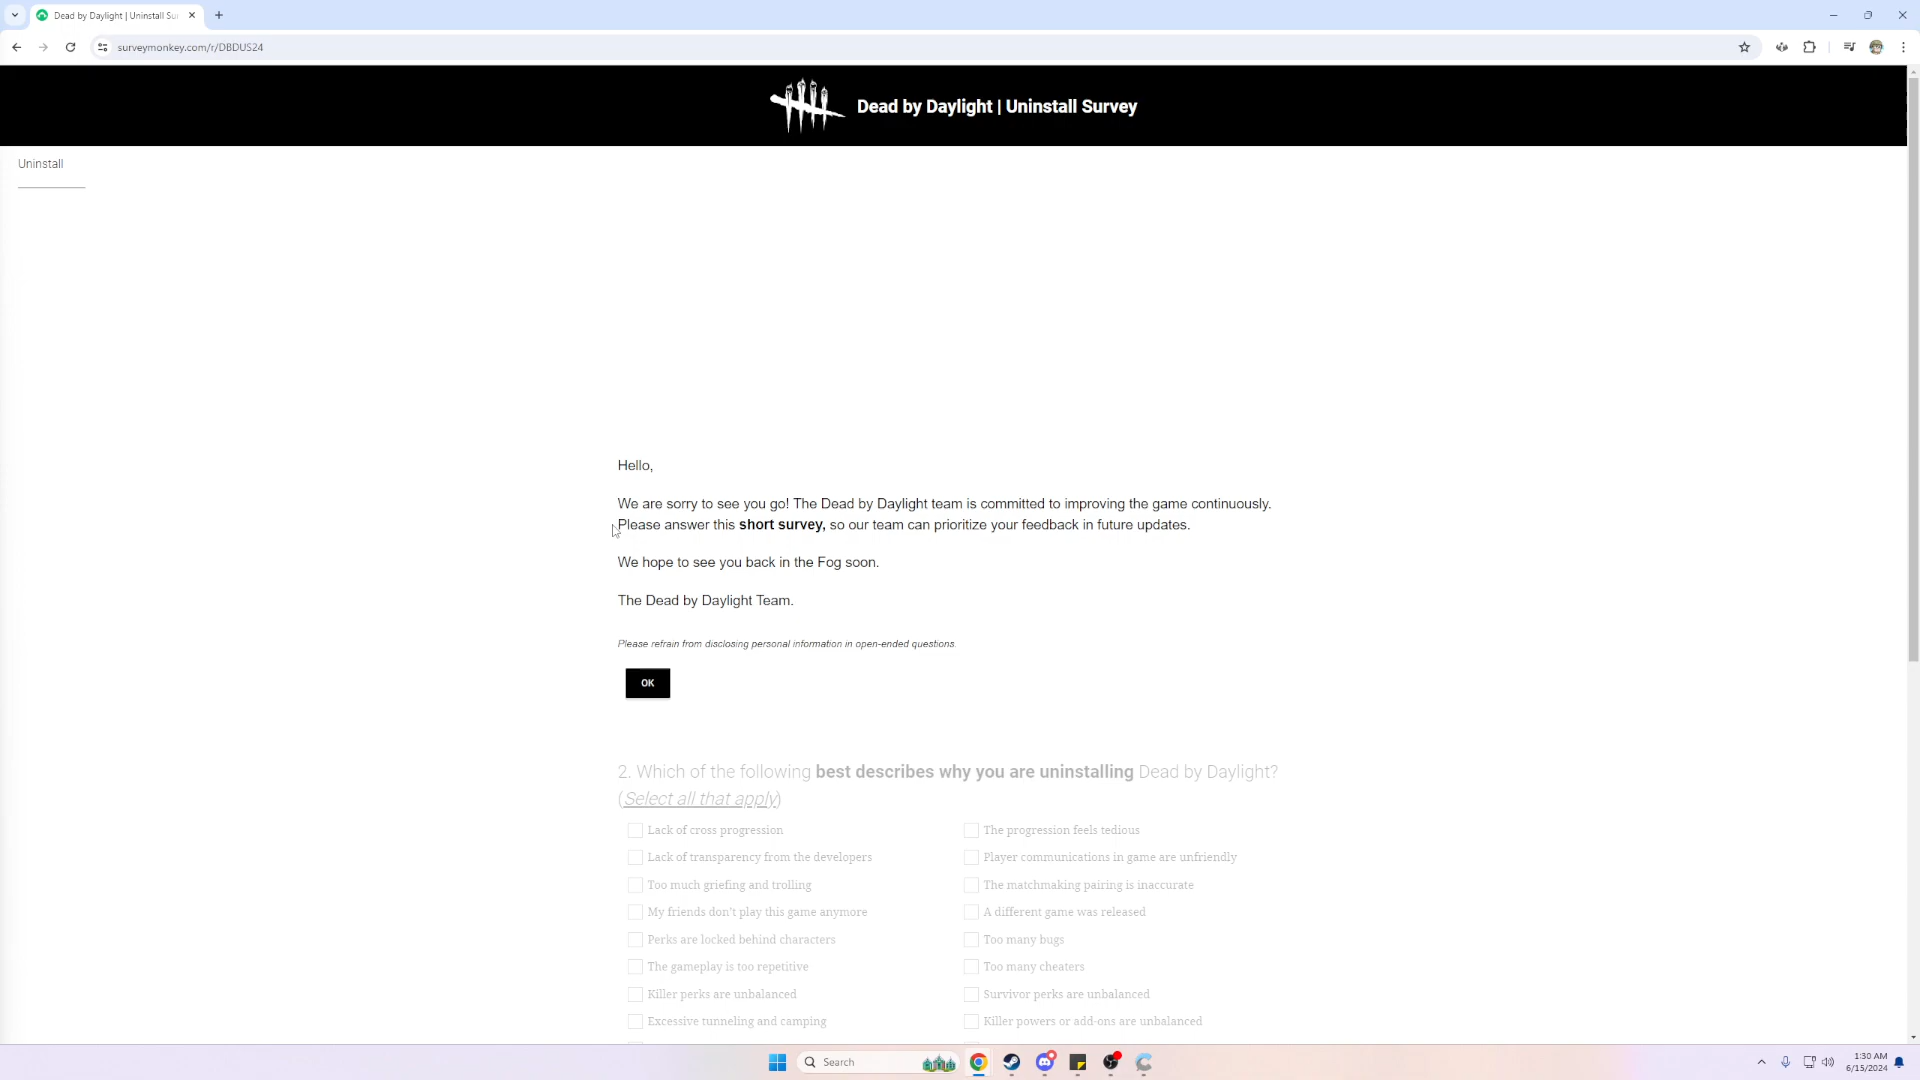 Dead by Daylight | Uninstall Su
surveymonkey.com/r/DBDUS24
Dead by Daylight | Uninstall Survey
Uninstall
Hello,
We are sorry to see you go! The Dead by Daylight team is committed to improving the game continuously.
Please answer this short survey, so our team can prioritize your feedback in future updates.
We hope to see you back in the Fog soon.
The Dead by Daylight Team.
Please refrain from disclosing personal information in open-ended questions.
OK
2. Which of the following best describes why you are uninstalling Dead by Daylight?
(Select all that apply)
Lack of cross progression
The progression feels tedious
Lack of transparency from the developers
Player communications in game are unfriendly
Too much griefing and trolling
The matchmaking pairing is inaccurate
My friends don't play this game anymore
A different game was released
Perks are locked behind characters
Too many bugs
The gameplay is too repetitive
Too many cheaters
Killer perks are unbalanced
Survivor perks are unbalanced
Excessive tunneling and camping
Killer powers or add-ons are unbalanced
Search
1:30 AM
6/15/2024